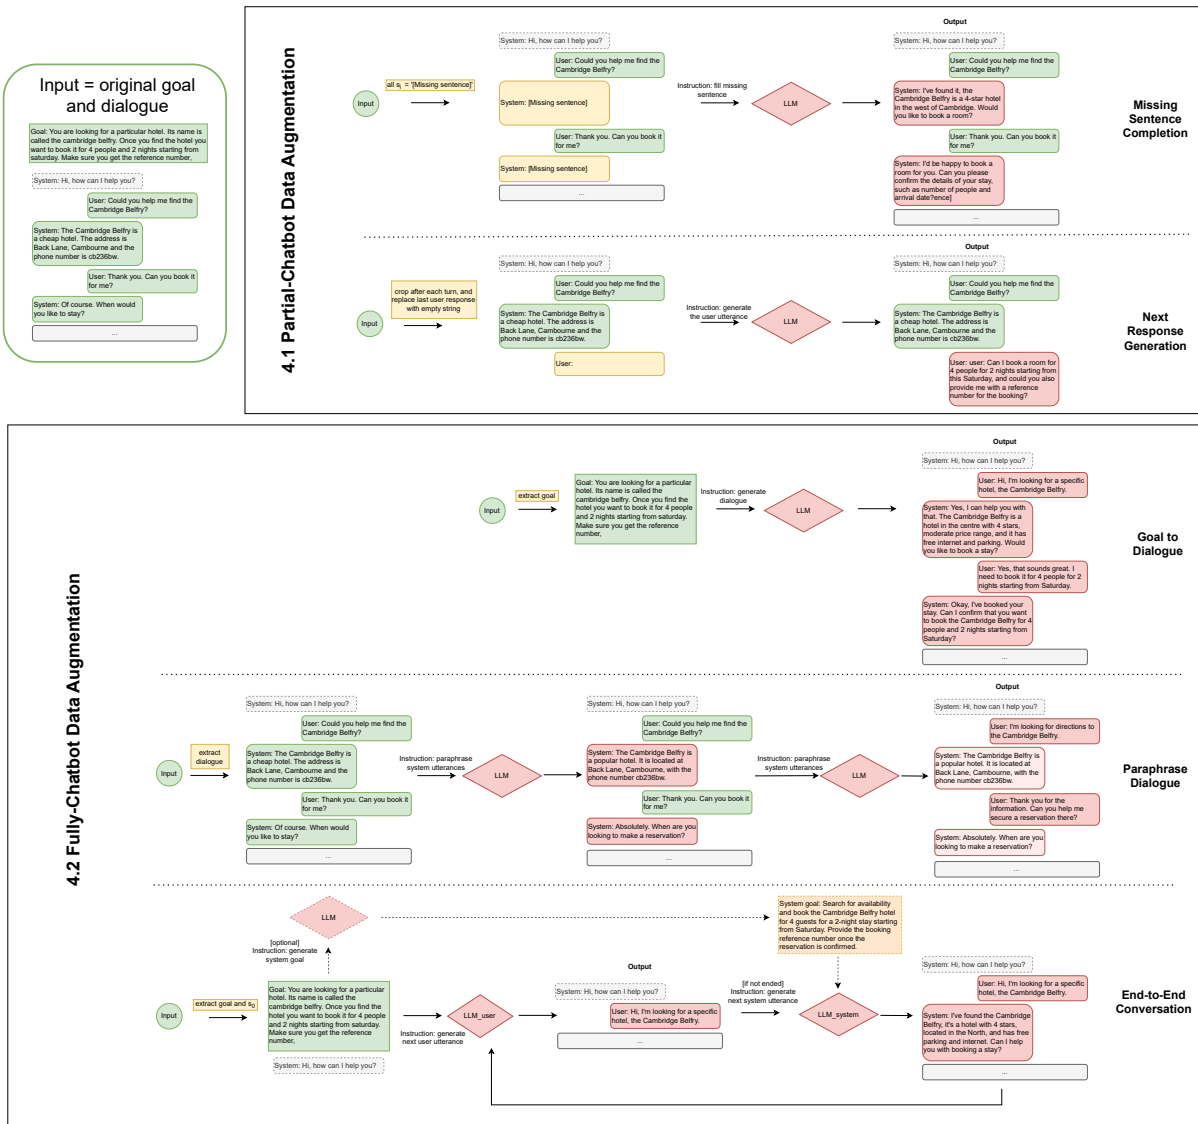 Input = original goal
and dialogue
Goal: You are looking for a particular hotel. Its name is
called the cambridge belfry. Once you find the hotel you
want to book it for 4 people and 2 nights starting from
saturday. Make sure you get the reference number,
System: Hi, how can I help you?
User: Could you help me find the
Cambridge Belfry?
System: The Cambridge Belfry is
a cheap hotel. The address is
Back Lane, Cambourne and the
phone number is cb236bw.
User: Thank you. Can you book it
for me?
System: Of course. When would
you like to stay?
...
4.1 Partial-Chatbot Data Augmentation
Input
all s_i = '[Missing sentence]'
System: Hi, how can I help you?
User: Could you help me find the
Cambridge Belfry?
System: [Missing sentence]
User: Thank you. Can you book it
for me?
System: [Missing sentence]
...
Instruction: fill missing
sentence
LLM
Output
System: Hi, how can I help you?
User: Could you help me find the
Cambridge Belfry?
System: I've found it, the
Cambridge Belfry is a 4-star hotel
in the west of Cambridge. Would
you like to book a room?
User: Thank you. Can you book it
for me?
System: I'd be happy to book a
room for you. Can you please
confirm the details of your stay,
such as number of people and
arrival date?ence]
...
Missing
Sentence
Completion
Input
crop after each turn, and
replace last user response
with empty string
System: Hi, how can I help you?
User: Could you help me find the
Cambridge Belfry?
System: The Cambridge Belfry is
a cheap hotel. The address is
Back Lane, Cambourne and the
phone number is cb236bw.
User:
Instruction: generate
the user utterance
LLM
Output
System: Hi, how can I help you?
User: Could you help me find the
Cambridge Belfry?
System: The Cambridge Belfry is
a cheap hotel. The address is
Back Lane, Cambourne and the
phone number is cb236bw.
User: user: Can I book a room for
4 people for 2 nights starting from
this Saturday, and could you also
provide me with a reference
number for the booking?
Next
Response
Generation
4.2 Fully-Chatbot Data Augmentation
Input
extract goal
Goal: You are looking for a particular
hotel. Its name is called the
cambridge belfry. Once you find the
hotel you want to book it for 4 people
and 2 nights starting from saturday.
Make sure you get the reference
number,
Instruction: generate
dialogue
LLM
Output
System: Hi, how can I help you?
User: Hi, I'm looking for a specific
hotel, the Cambridge Belfry.
System: Yes, I can help you with
that. The Cambridge Belfry is a
hotel in the centre with 4 stars,
moderate price range, and it has
free internet and parking. Would
you like to book a stay?
User: Yes, that sounds great. I
need to book it for 4 people for 2
nights starting from Saturday.
System: Okay, I've booked your
stay. Can I confirm that you want
to book the Cambridge Belfry for 4
people and 2 nights starting from
Saturday?
...
Goal to
Dialogue
Input
extract
dialogue
System: Hi, how can I help you?
User: Could you help me find the
Cambridge Belfry?
System: The Cambridge Belfry is
a cheap hotel. The address is
Back Lane, Cambourne and the
phone number is cb236bw.
User: Thank you. Can you book it
for me?
System: Of course. When would
you like to stay?
...
Instruction: paraphrase
system utterances
LLM
System: Hi, how can I help you?
User: Could you help me find the
Cambridge Belfry?
System: The Cambridge Belfry is a
popular hotel. It is located at
Back Lane, Cambourne, with the
phone number cb236bw.
User: Thank you. Can you book it
for me?
System: Absolutely. When are you
looking to make a reservation?
...
Instruction: paraphrase
system utterances
LLM
Output
System: Hi, how can I help you?
User: I'm looking for directions to
the Cambridge Belfry.
System: The Cambridge Belfry is a
popular hotel. It is located at
Back Lane, Cambourne, with the
phone number cb236bw.
User: Thank you for the
information. Can you help me
secure a reservation there?
System: Absolutely. When are you
looking to make a reservation?
...
Paraphrase
Dialogue
LLM
[optional]
Instruction: generate
system goal
Input
extract goal and s_0
Goal: You are looking for a particular
hotel. Its name is called the
cambridge belfry. Once you find the
hotel you want to book it for 4 people
and 2 nights starting from saturday.
Make sure you get the reference
number,
System: Hi, how can I help you?
Instruction: generate
next user utterance
LLM_user
Output
System: Hi, how can I help you?
User: Hi, I'm looking for a specific
hotel, the Cambridge Belfry.
...
System goal: Search for availability
and book the Cambridge Belfry hotel
for 4 guests for a 2-night stay starting
from Saturday. Provide the booking
reference number once the
reservation is confirmed.
[if not ended]
Instruction: generate
next system utterance
LLM_system
System: Hi, how can I help you?
User: Hi, I'm looking for a specific
hotel, the Cambridge Belfry.
System: I've found the Cambridge
Belfry, it's a hotel with 4 stars,
located in the North, and has free
parking and internet. Can I help
you with booking a stay?
...
End-to-End
Conversation